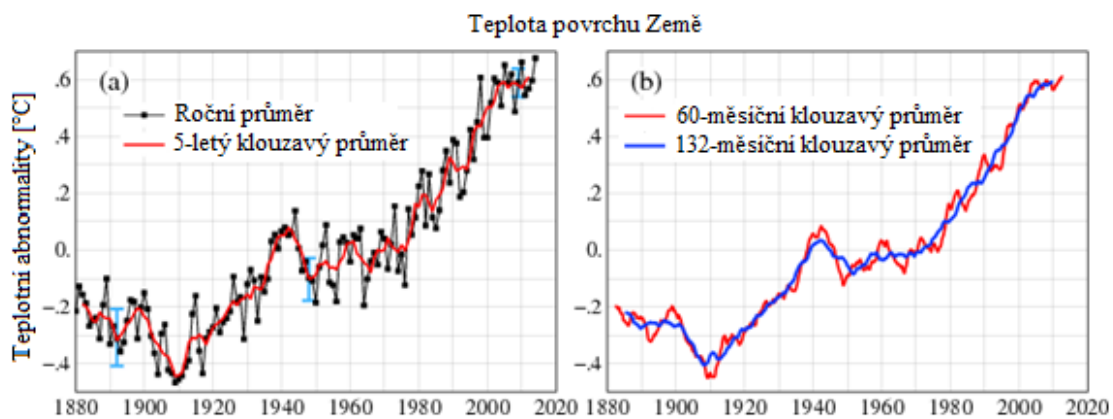 Teplota povrchu Země
Teplotní abnormality [°C]
(a)
Roční průměr
5-letý klouzavý průměr
.6
.4
.2
0.
−.2
−.4
1880 1900 1920 1940 1960 1980 2000 2020
(b)
60-měsíční klouzavý průměr
132-měsíční klouzavý průměr
.6
.4
.2
0.
−.2
−.4
1880 1900 1920 1940 1960 1980 2000 2020